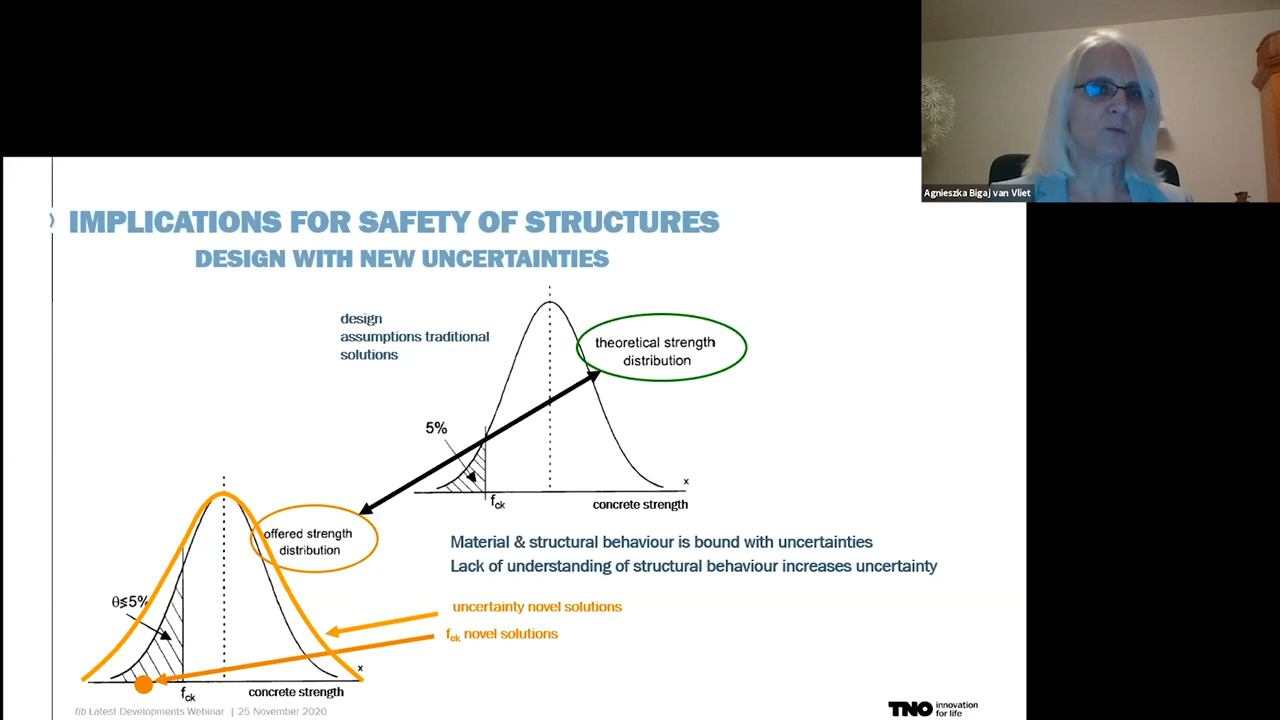 Agnieszka Bigaj van Vliet
IMPLICATIONS FOR SAFETY OF STRUCTURES
DESIGN WITH NEW UNCERTAINTIES
design
assumptions traditional
solutions
theoretical strength
distribution
5%
x
fck
concrete strength
offered strength
distribution
Material & structural behaviour is bound with uncertainties
Lack of understanding of structural behaviour increases uncertainty
θ≤5%
uncertainty novel solutions
fck novel solutions
x
fck
concrete strength
fib Latest Developments Webinar | 25 November 2020
TNO innovation
for life